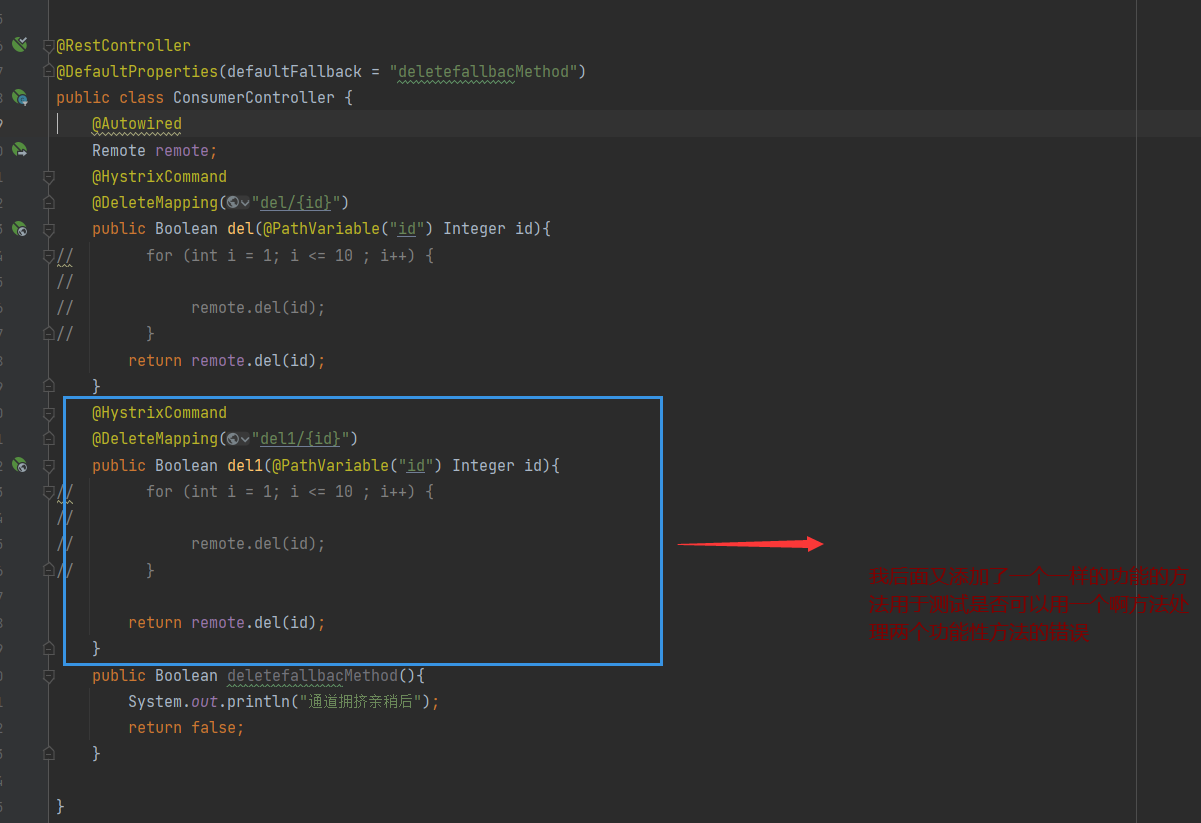 @RestController
@DefaultProperties(defaultFallback = "deletefallbacMethod")
public class ConsumerController {
@Autowired
Remote remote;
@HystrixCommand
@DeleteMapping("del/{id}")
public Boolean del(@PathVariable("id") Integer id){
//        for (int i = 1; i <= 10 ; i++) {
//
//             remote.del(id);
//        }
return remote.del(id);
}
@HystrixCommand
@DeleteMapping("del1/{id}")
public Boolean del1(@PathVariable("id") Integer id){
//        for (int i = 1; i <= 10 ; i++) {
//
//             remote.del(id);
//        }
return remote.del(id);
}
我后面又添加了一个一样的功能的方
法用于测试是否可以用一个喇方法处
理两个功能性方法的错误
public Boolean deletefallbacMethod(){
System.out.println("通道拥挤亲稍后");
return false;
}
}